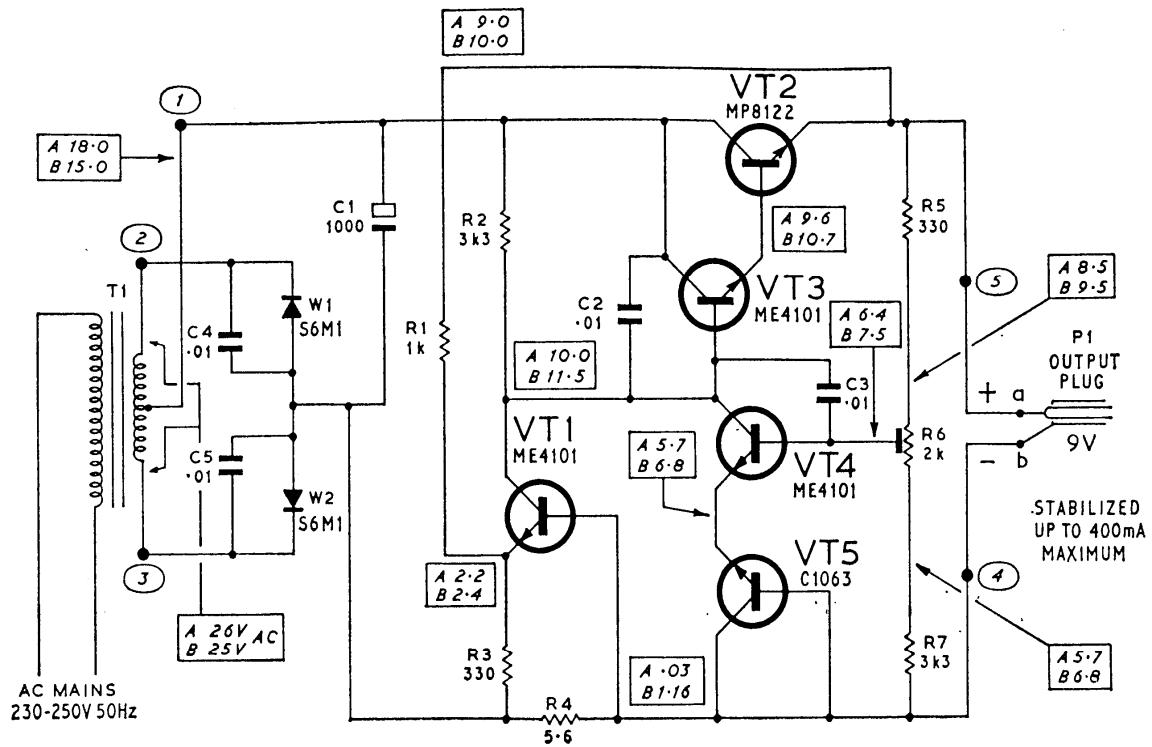 A 9·0
B 10·0
1
VT2
MP8122
A 18·0
B 15·0
C1
1000
R2
3k3
A 9·6
B 10·7
R5
330
2
T1
W1
S6M1
C4
·01
R1
1k
C2
·01
VT3
ME4101
A 6·4
B 7·5
5
A 8·5
B 9·5
P1
OUTPUT
PLUG
A 10·0
B 11·5
C3
·01
+ a
R6
2k
9V
- b
C5
·01
W2
S6M1
VT1
ME4101
A 5·7
B 6·8
VT4
ME4101
STABILIZED
UP TO 400mA
MAXIMUM
3
A 2·2
B 2·4
VT5
C1063
4
A 26V
B 25V
AC
R3
330
A ·03
B 1·16
R7
3k3
A 5·7
B 6·8
AC MAINS
230-250V 50Hz
R4
5·6